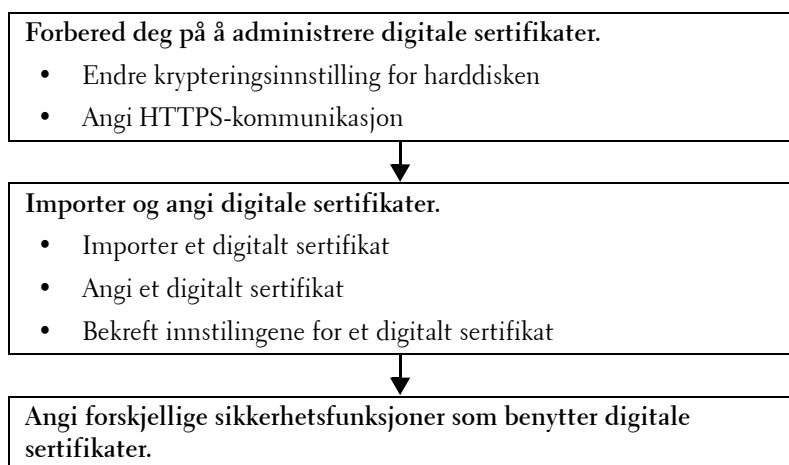 Forbered deg på å administrere digitale sertifikater.
• Endre krypteringsinnstilling for harddisken
• Angi HTTPS-kommunikasjon
Importer og angi digitale sertifikater.
• Importer et digitalt sertifikat
• Angi et digitalt sertifikat
• Bekreft innstilingene for et digitalt sertifikat
Angi forskjellige sikkerhetsfunksjoner som benytter digitale
sertifikater.